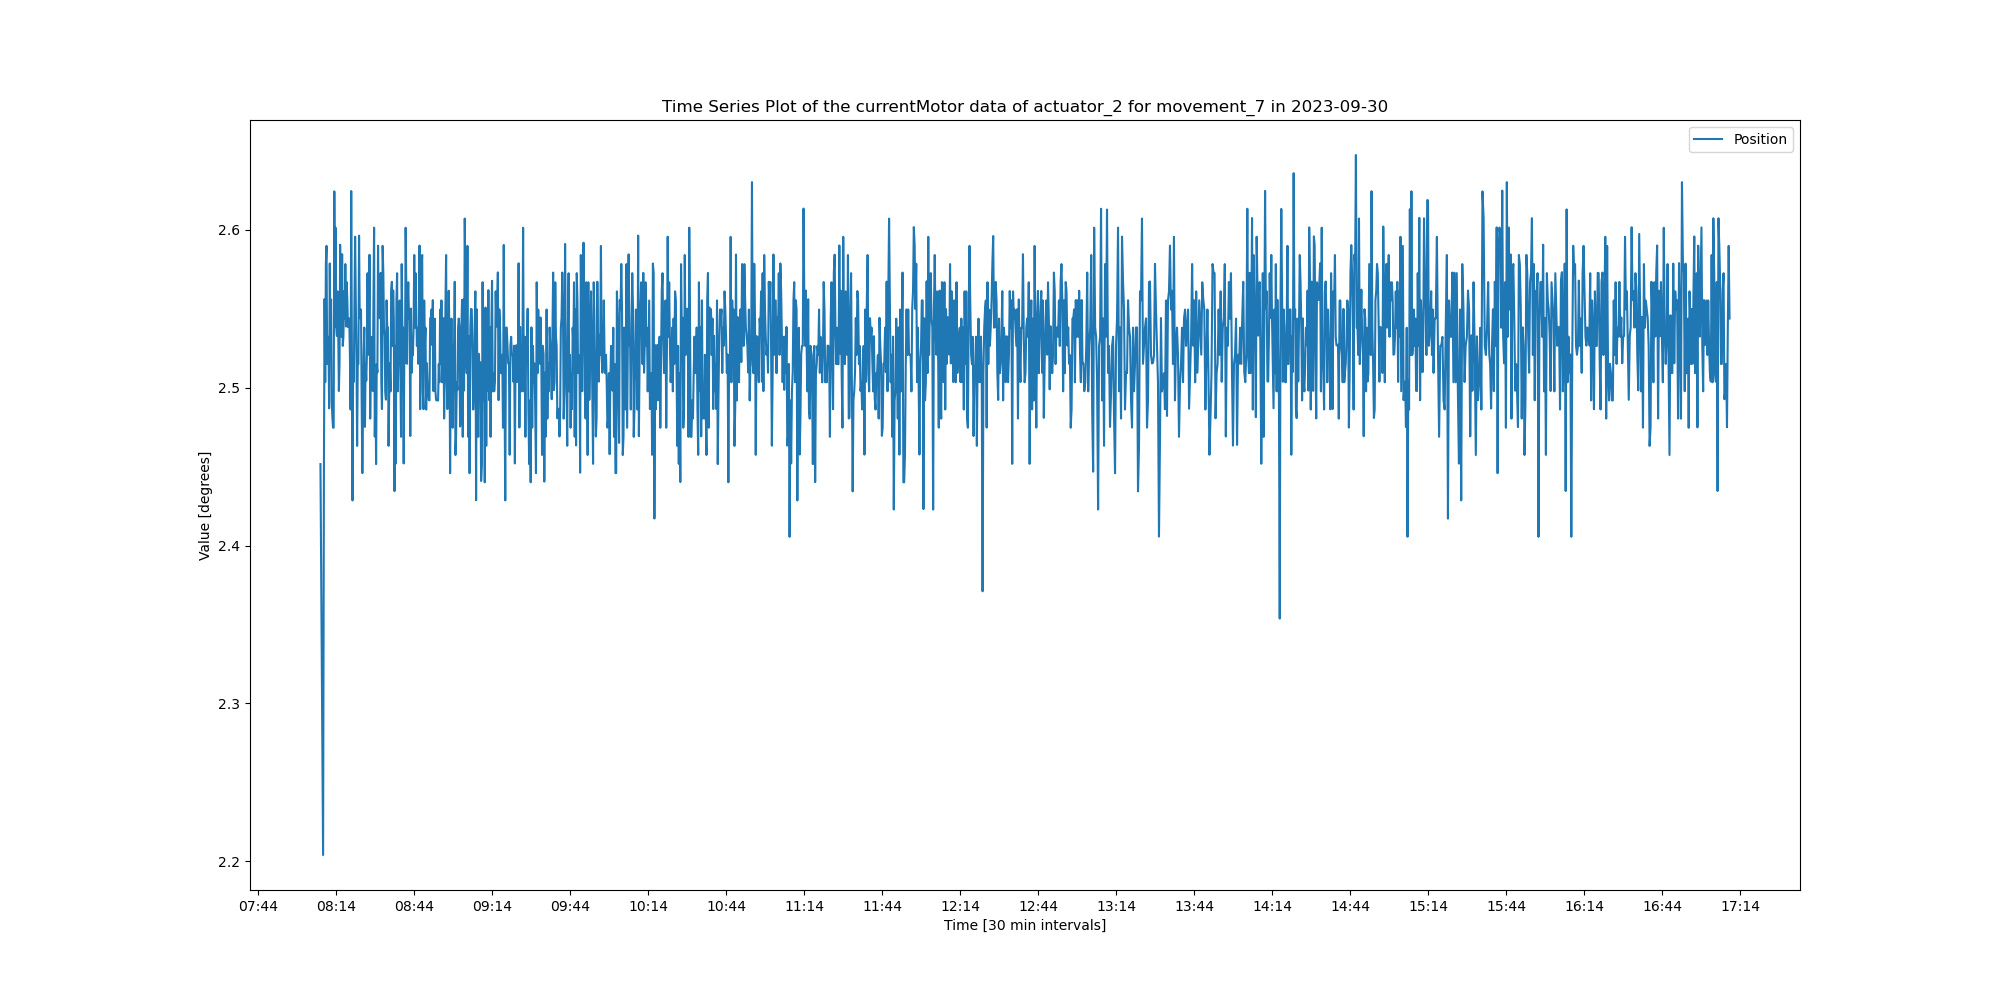 Time Series Plot of the currentMotor data of actuator_2 for movement_7 in 2023-09-30
Position
Value [degrees]
2.6
2.5
2.4
2.3
2.2
07:44 08:14 08:44 09:14 09:44 10:14 10:44 11:14 11:44 12:14 12:44 13:14 13:44 14:14 14:44 15:14 15:44 16:14 16:44 17:14
Time [30 min intervals]